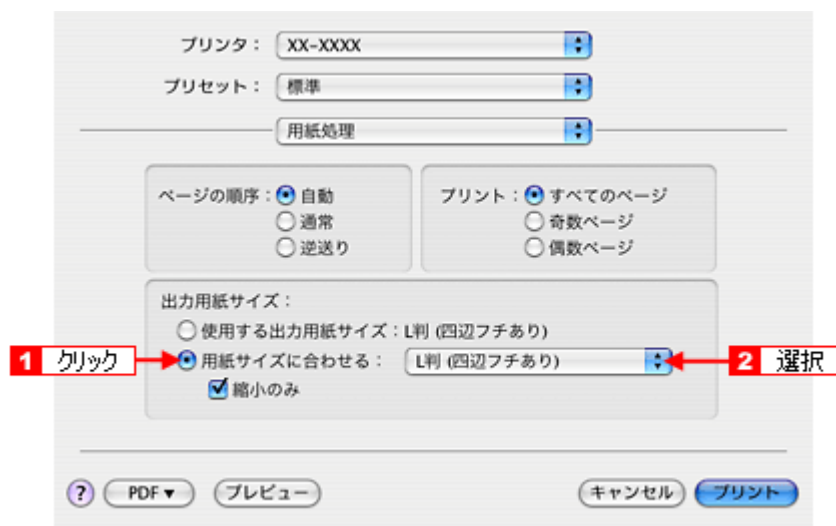 プリンタ： XX-XXXX
プリセット： 標準
用紙処理
ページの順序： 自動
通常
逆送り
プリント： すべてのページ
奇数ページ
偶数ページ
出力用紙サイズ：
使用する出力用紙サイズ：L判 (四辺フチあり)
1 クリック 用紙サイズに合わせる： L判 (四辺フチあり) 2 選択
縮小のみ
? PDF▼ プレビュー キャンセル プリント